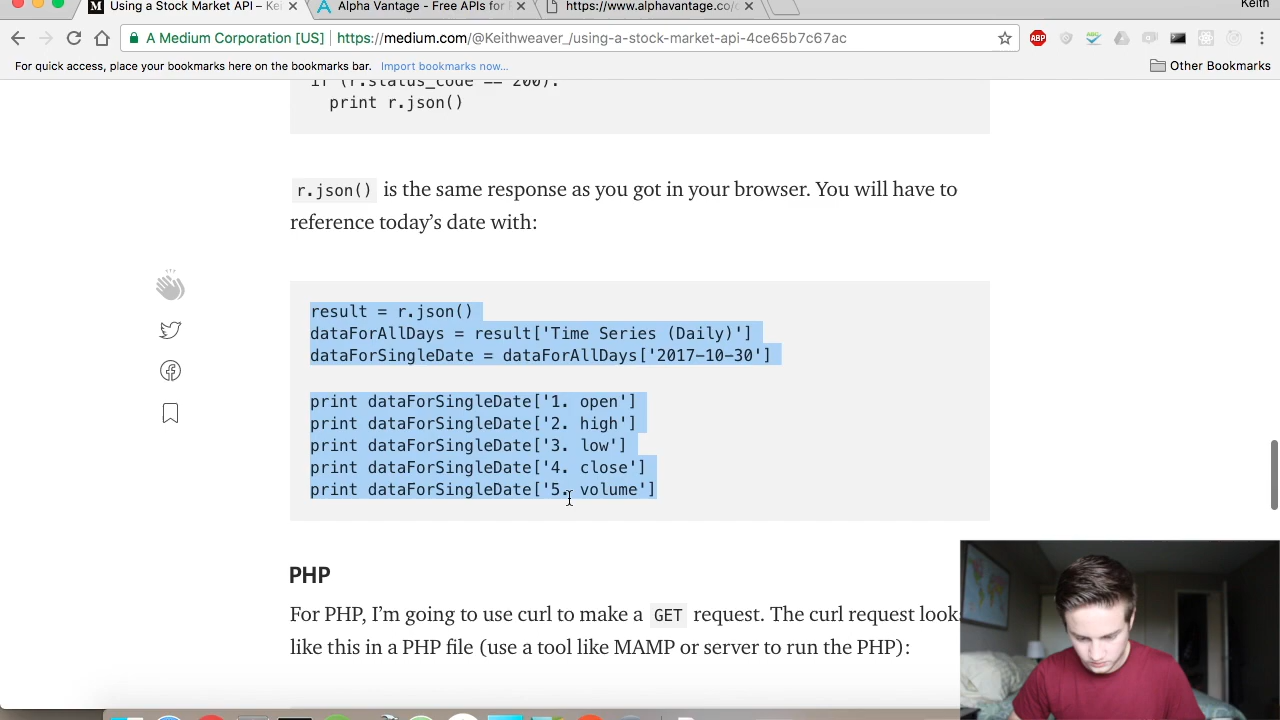 Using a Stock Market API – Kei
Alpha Vantage - Free APIs for
https://www.alphavantage.co/
Keith
A Medium Corporation [US]
https://medium.com/@Keithweaver_/using-a-stock-market-api-4ce65b7c67ac
ABP
For quick access, place your bookmarks here on the bookmarks bar. Import bookmarks now...
Other Bookmarks
if (r.status_code == 200):
print r.json()
r.json() is the same response as you got in your browser. You will have to
reference today's date with:
result = r.json()
dataForAllDays = result['Time Series (Daily)']
dataForSingleDate = dataForAllDays['2017-10-30']
print dataForSingleDate['1. open']
print dataForSingleDate['2. high']
print dataForSingleDate['3. low']
print dataForSingleDate['4. close']
print dataForSingleDate['5. volume']
PHP
For PHP, I'm going to use curl to make a GET request. The curl request look
like this in a PHP file (use a tool like MAMP or server to run the PHP):